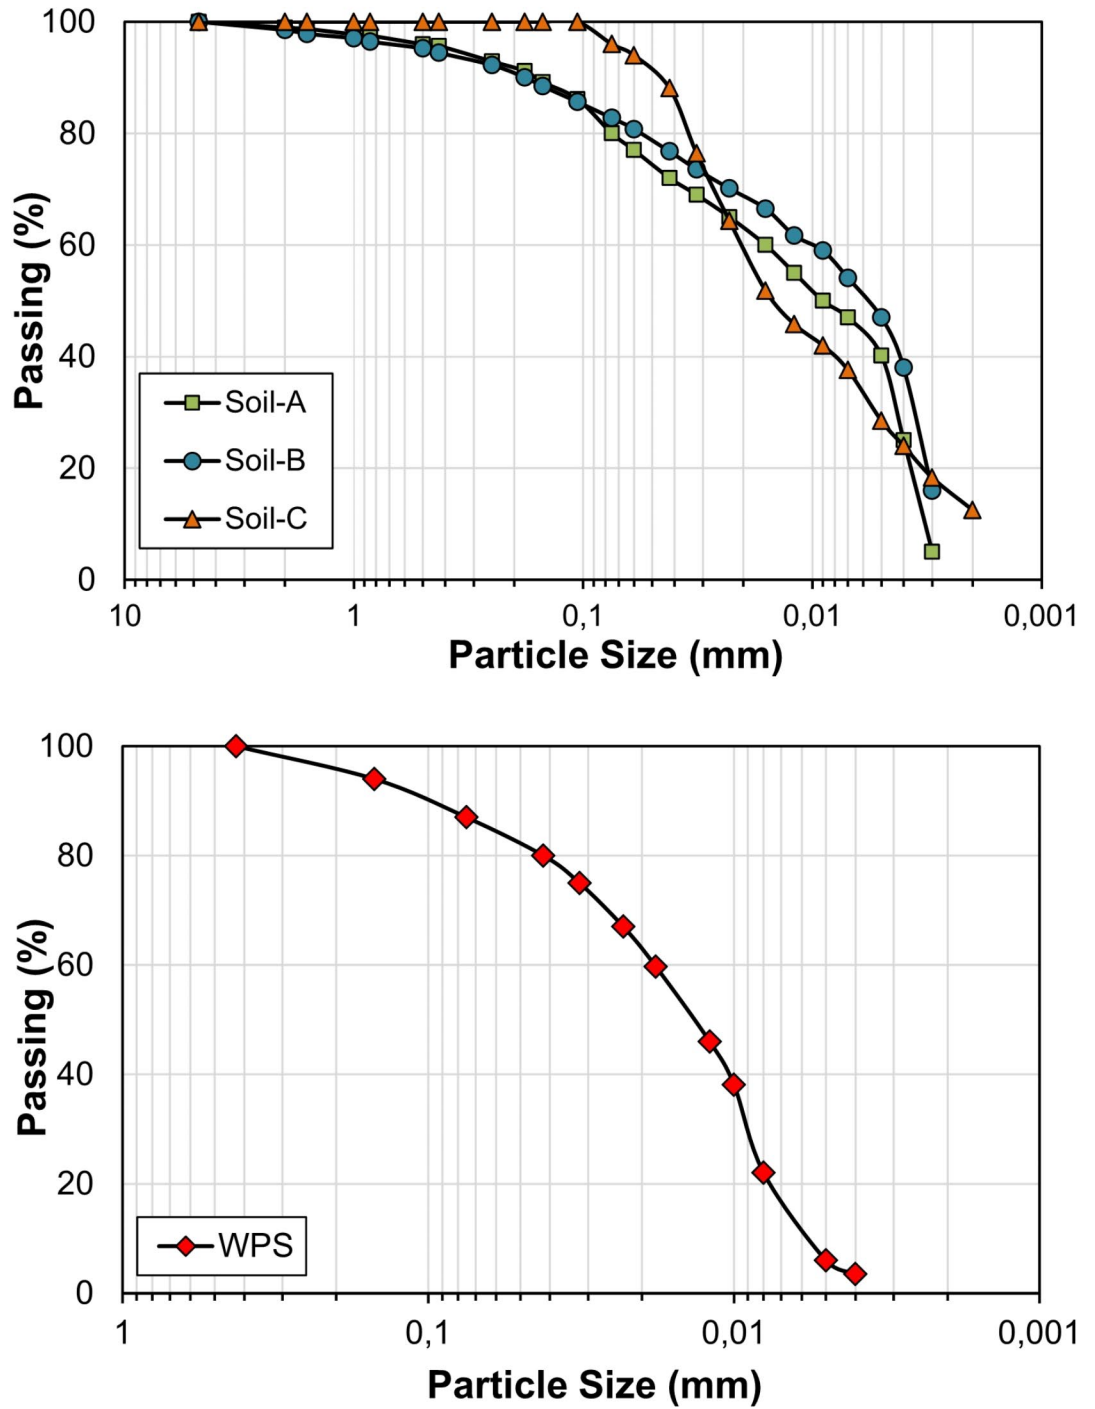 100
80
60
40
20
0
Passing (%)
Soil-A
Soil-B
Soil-C
10 1 0,1 0,01 0,001
Particle Size (mm)
100
80
60
40
20
0
Passing (%)
WPS
1 0,1 0,01 0,001
Particle Size (mm)